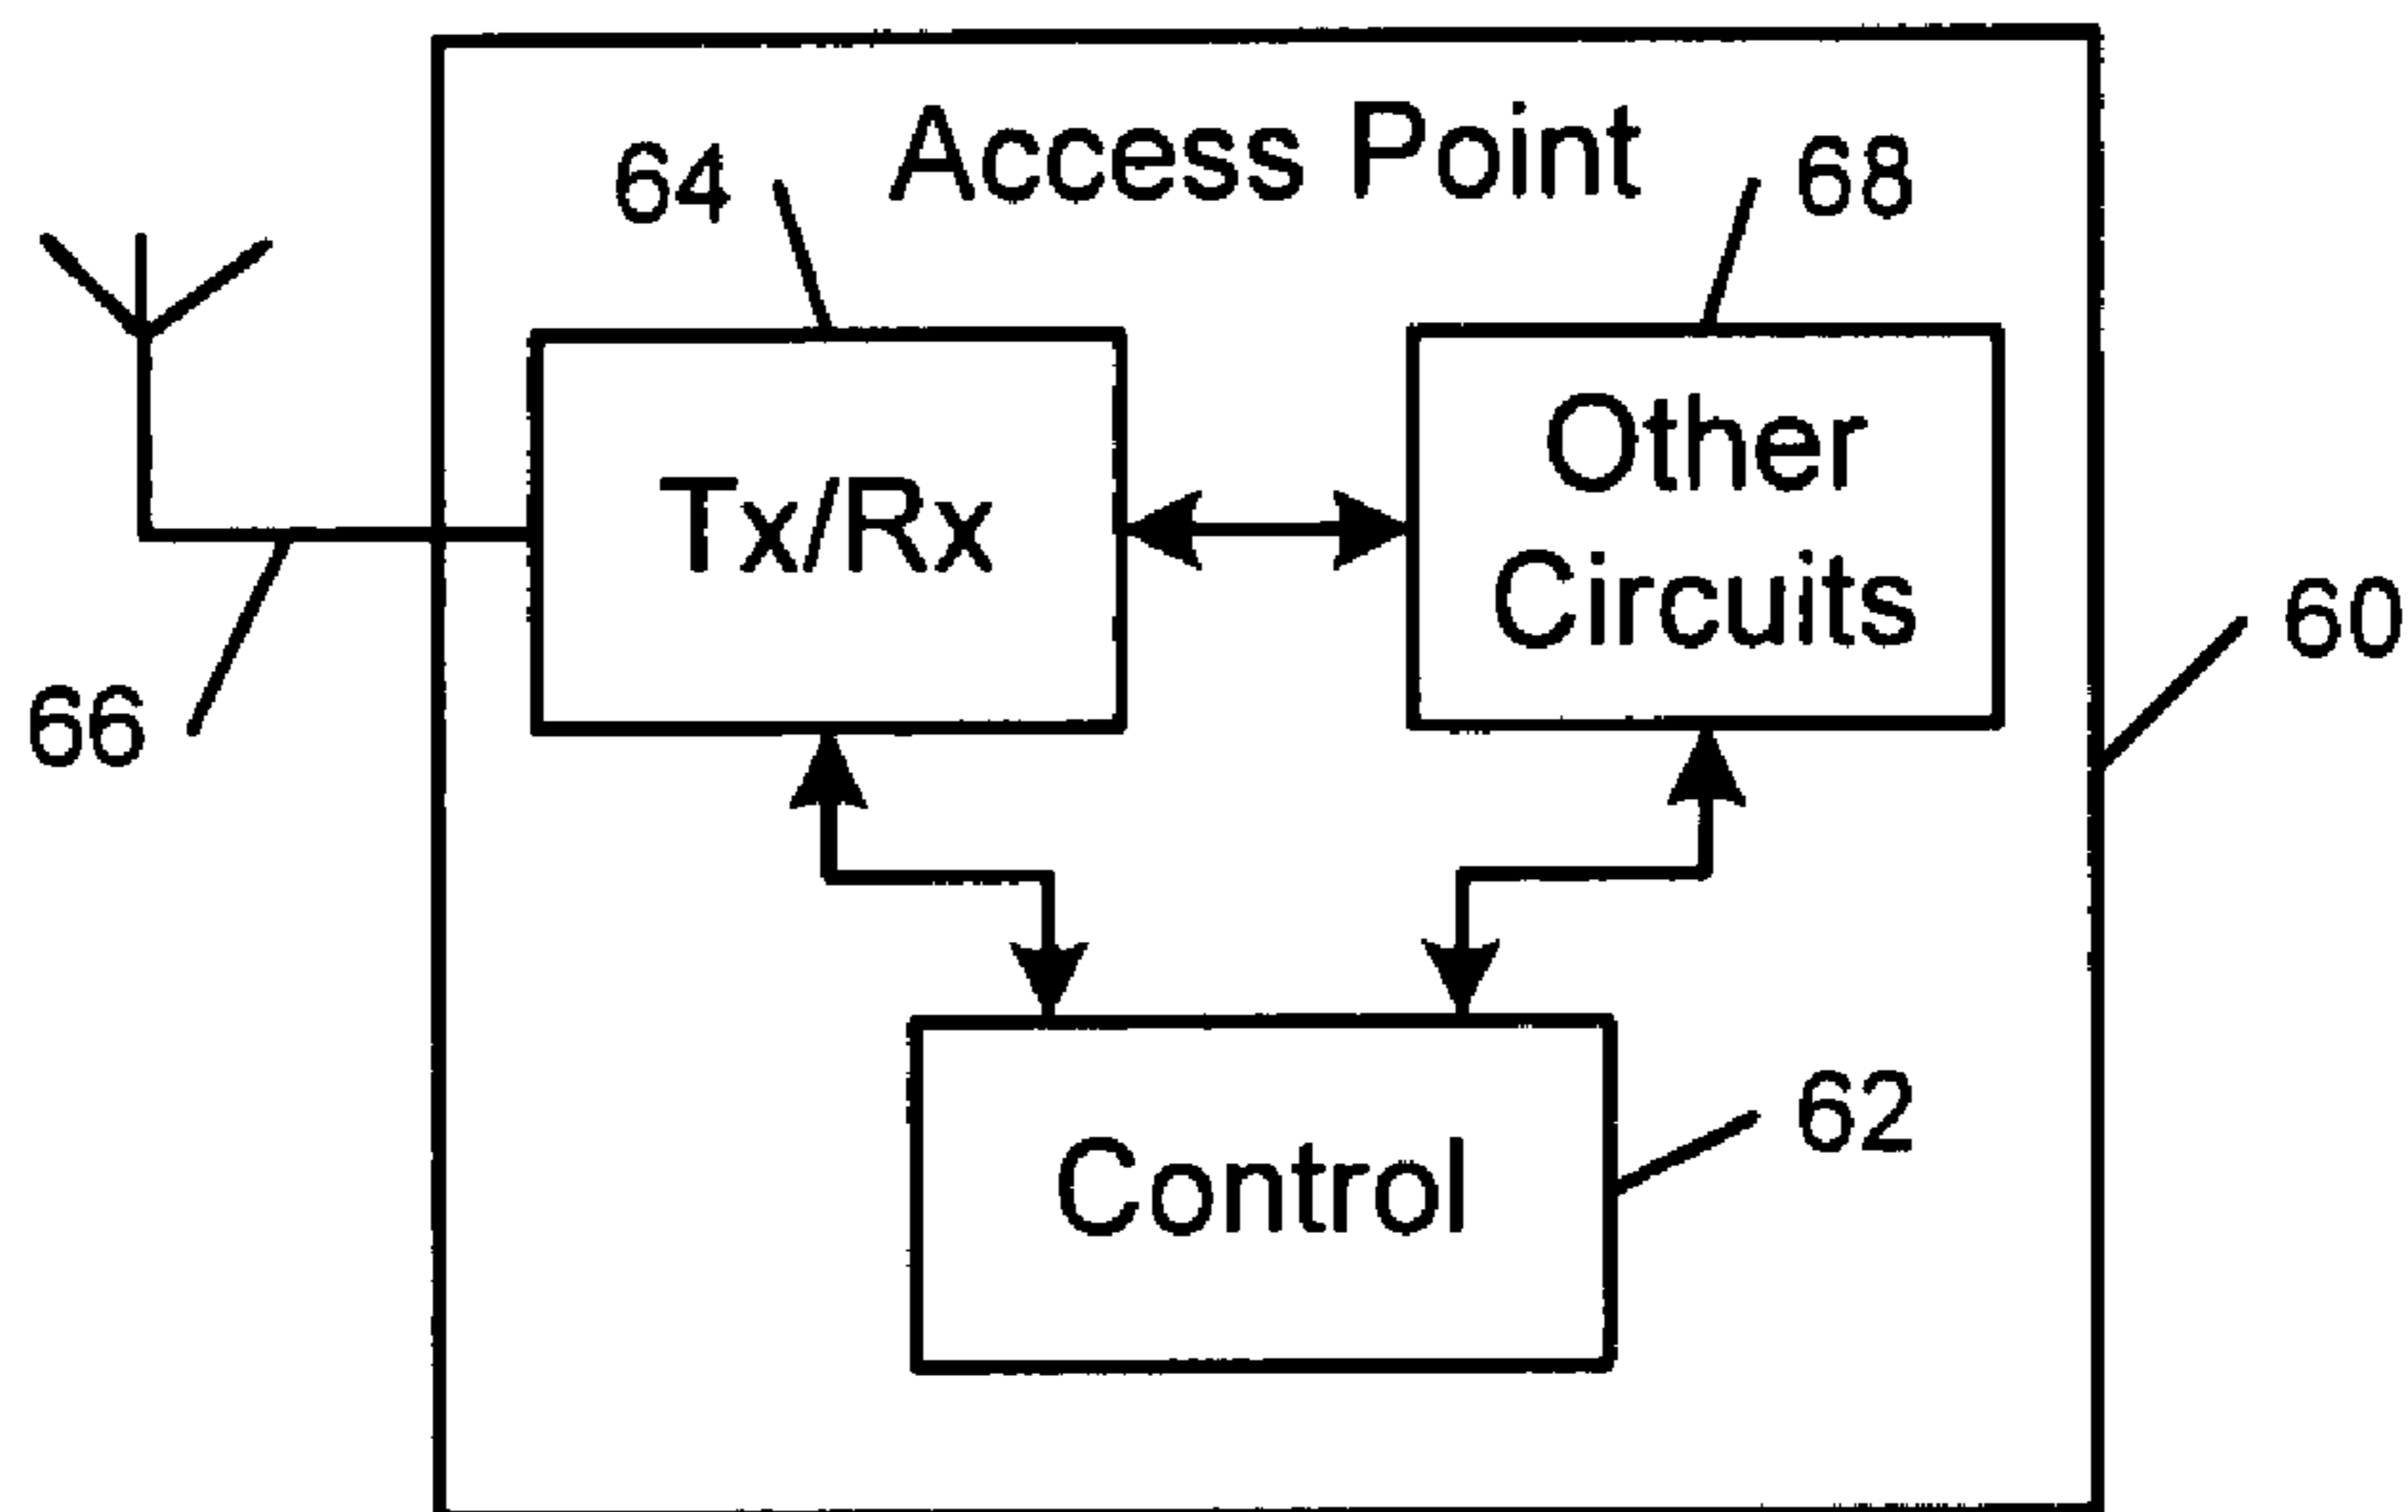 Access Point
64
68
Tx/Rx
Other
Circuits
60
66
62
Control